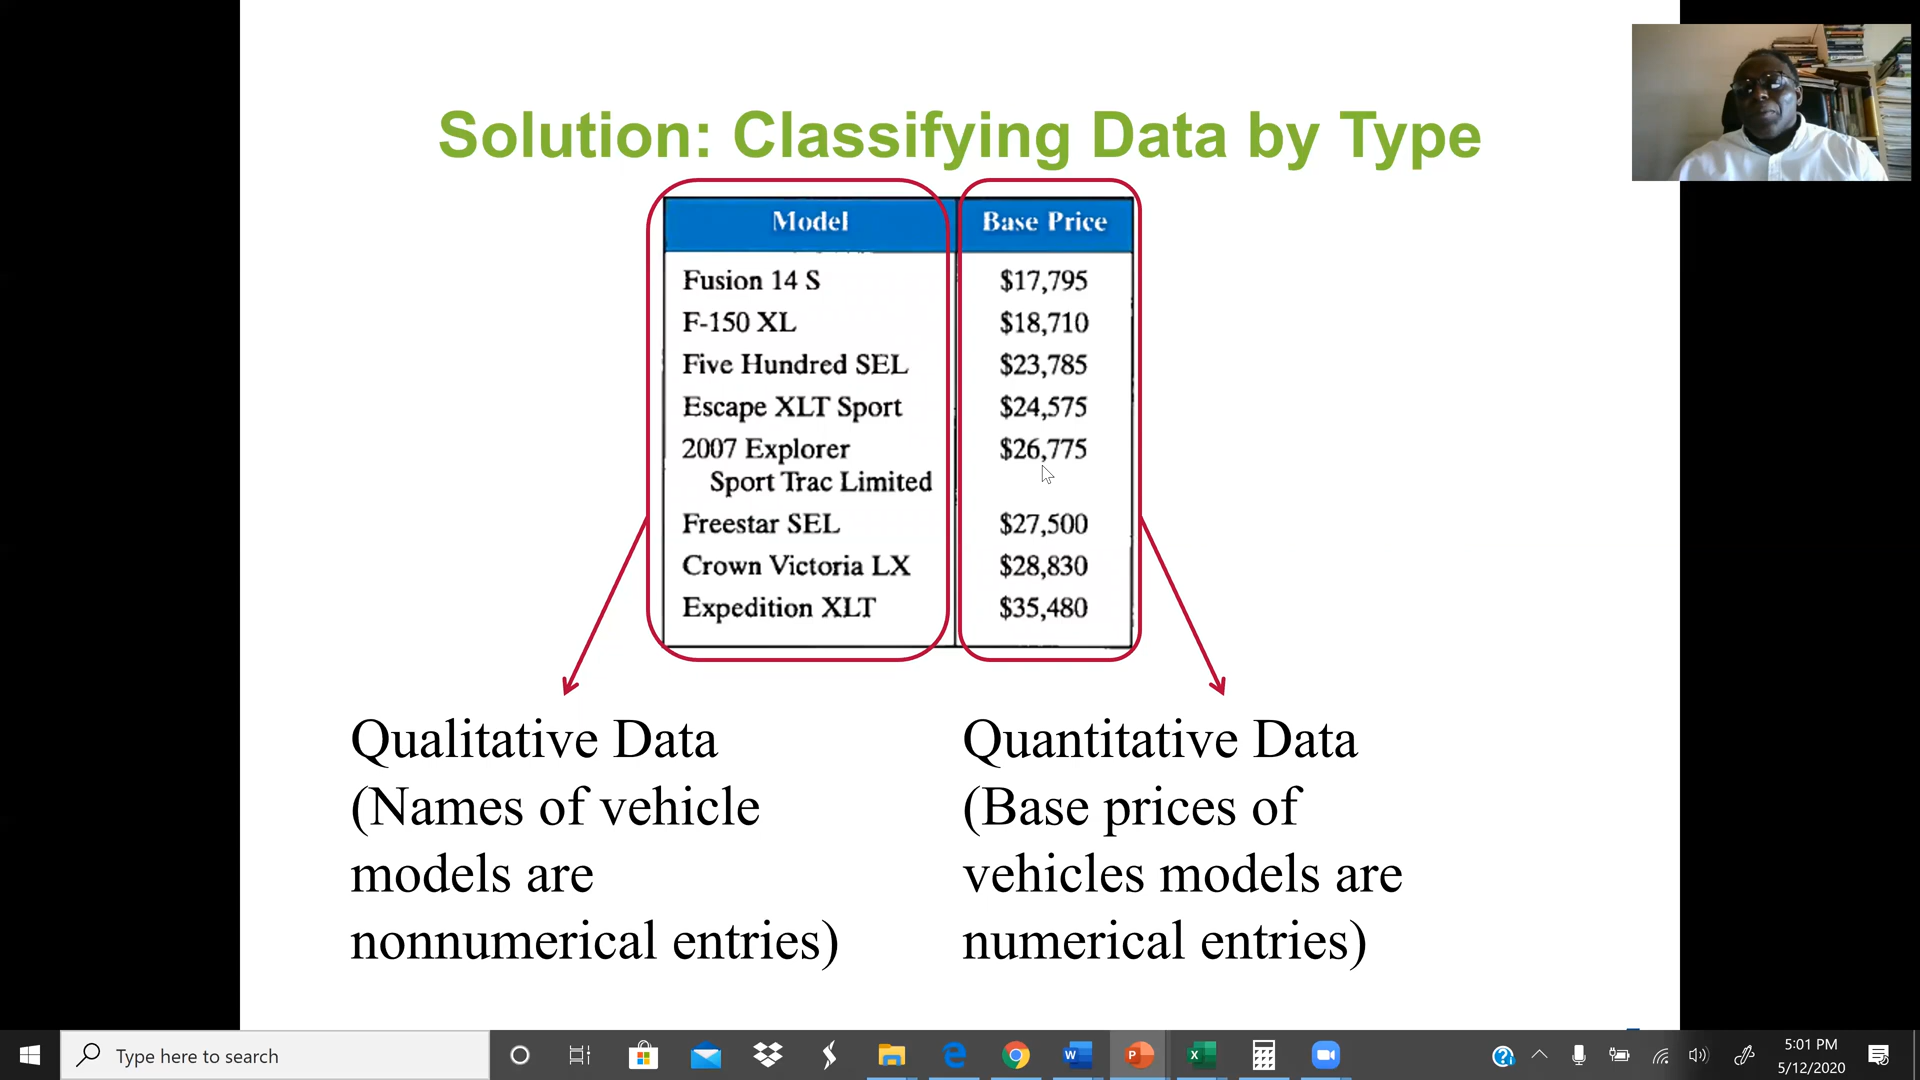 Solution: Classifying Data by Type
Model Base Price
Fusion 14 S $17,795
F-150 XL $18,710
Five Hundred SEL $23,785
Escape XLT Sport $24,575
2007 Explorer $26,775
Sport Trac Limited
Freestar SEL $27,500
Crown Victoria LX $28,830
Expedition XLT $35,480
Qualitative Data
(Names of vehicle
models are
nonnumerical entries)
Quantitative Data
(Base prices of
vehicles models are
numerical entries)
Type here to search
5:01 PM
5/12/2020